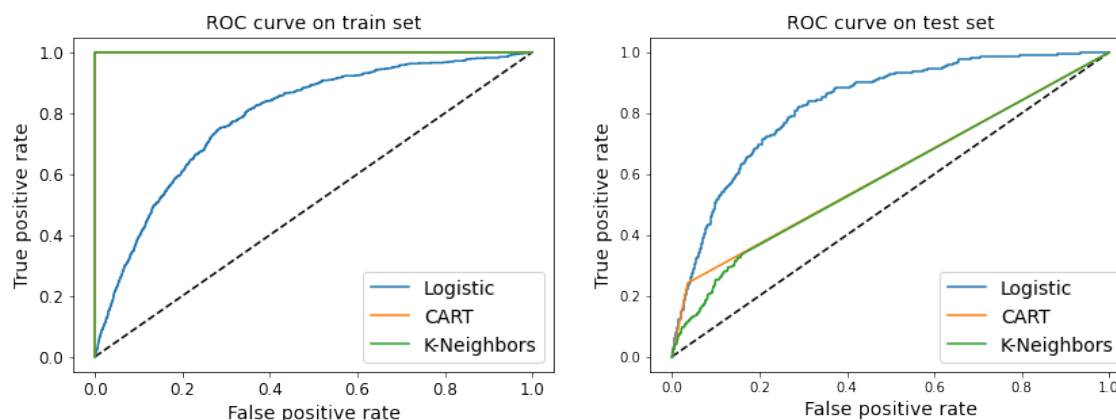 ROC curve on train set
True positive rate
1.0
0.8
0.6
0.4
0.2
0.0
Logistic
CART
K-Neighbors
0.0 0.2 0.4 0.6 0.8 1.0
False positive rate
ROC curve on test set
True positive rate
1.0
0.8
0.6
0.4
0.2
0.0
Logistic
CART
K-Neighbors
0.0 0.2 0.4 0.6 0.8 1.0
False positive rate